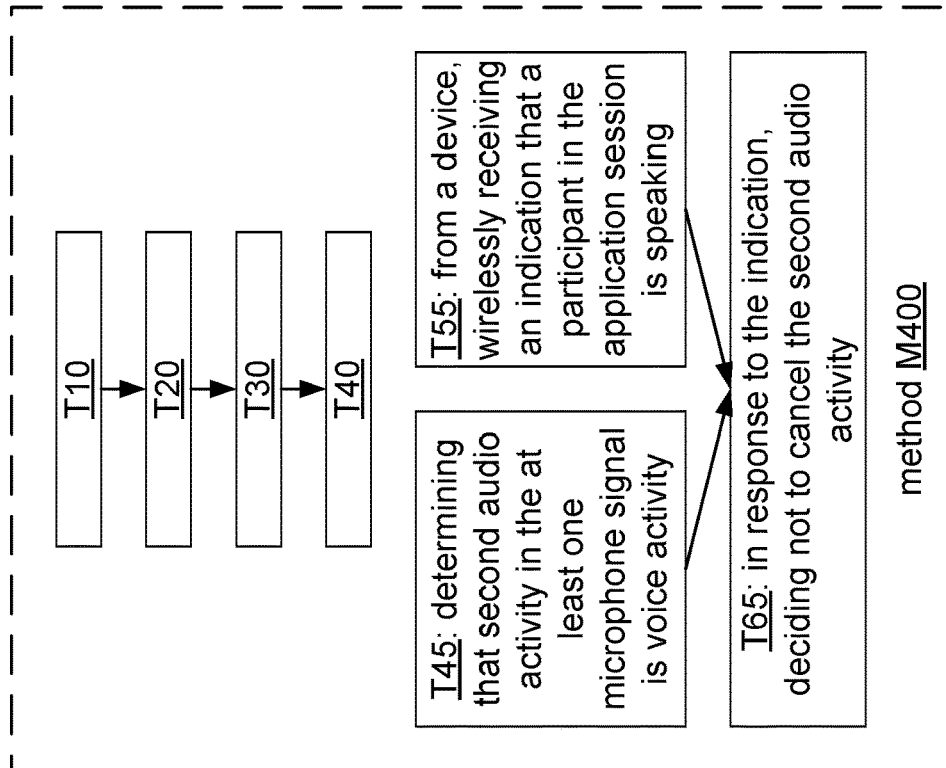 T10
T20
T30
T40
T45: determining
that second audio
activity in the at
least one
microphone signal
is voice activity
T55: from a device,
wirelessly receiving
an indication that a
participant in the
application session
is speaking
T65: in response to the indication,
deciding not to cancel the second audio
activity
method M400